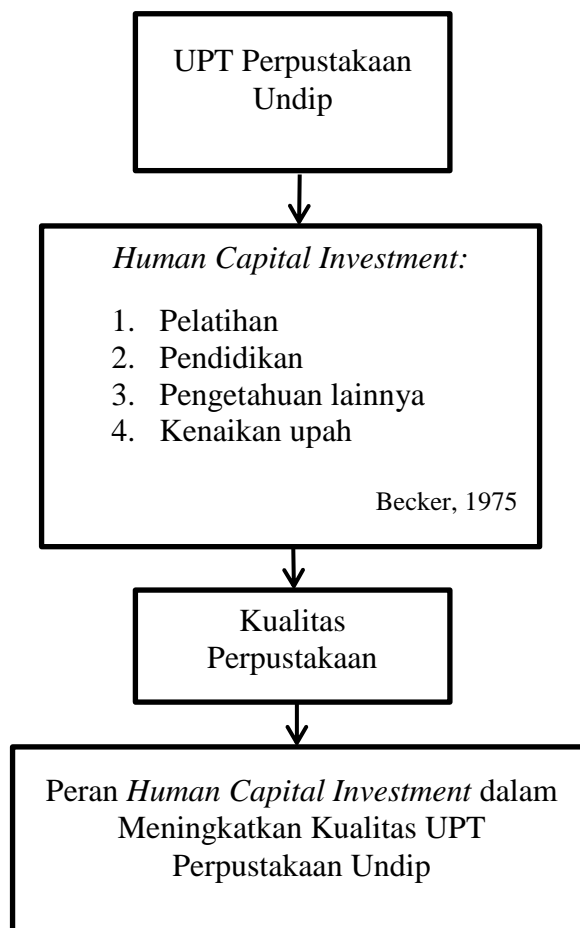 UPT Perpustakaan
Undip
Human Capital Investment:
1. Pelatihan
2. Pendidikan
3. Pengetahuan lainnya
4. Kenaikan upah
Becker, 1975
Kualitas
Perpustakaan
Peran Human Capital Investment dalam
Meningkatkan Kualitas UPT
Perpustakaan Undip